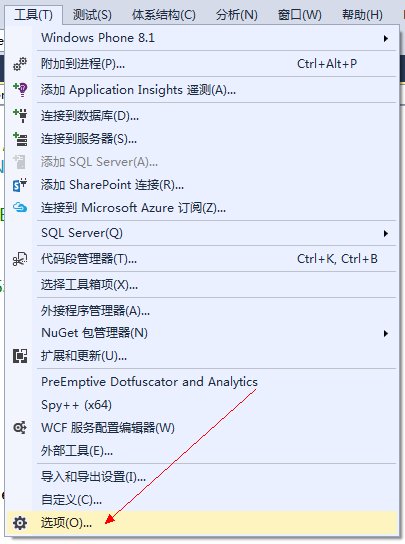 工具(T) 测试(S) 体系结构(C) 分析(N) 窗口(W) 帮助(H)
Windows Phone 8.1
附加到进程(P)... Ctrl+Alt+P
添加 Application Insights 遥测(A)...
连接到数据库(D)...
连接到服务器(S)...
添加 SQL Server(A)...
添加 SharePoint 连接(R)...
连接到 Microsoft Azure 订阅(Z)...
SQL Server(Q)
代码段管理器(T)... Ctrl+K, Ctrl+B
选择工具箱项(X)...
外接程序管理器(A)...
NuGet 包管理器(N)
扩展和更新(U)...
PreEmptive Dotfuscator and Analytics
Spy++ (x64)
WCF 服务配置编辑器(W)
外部工具(E)...
导入和导出设置(I)...
自定义(C)...
选项(O)...